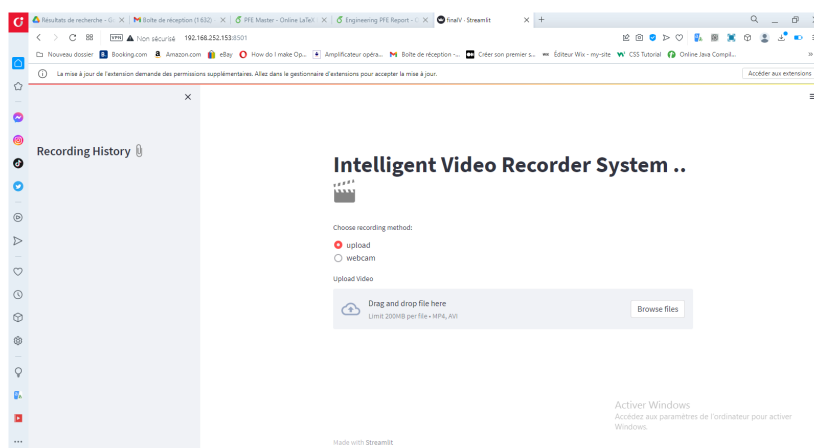 Résultats de recherche - G
Boîte de réception (1 632)
PFE Master - Online LaTeX
Engineering PFE Report - O
finalV · Streamlit
VPN
Non sécurisé
192.168.252.153:8501
Nouveau dossier
Booking.com
Amazon.com
eBay
How do I make Op...
Amplificateur opéra...
Boîte de réception -...
Créer son premier s...
Éditeur Wix - my-site
CSS Tutorial
Online Java Compil...
»
La mise à jour de l'extension demande des permissions supplémentaires. Allez dans le gestionnaire d'extensions pour accepter la mise à jour.
Accéder aux extensions
Recording History
Intelligent Video Recorder System ..
Choose recording method:
upload
webcam
Upload Video
Drag and drop file here
Limit 200MB per file • MP4, AVI
Browse files
Activer Windows
Accédez aux paramètres de l'ordinateur pour activer
Windows.
Made with Streamlit